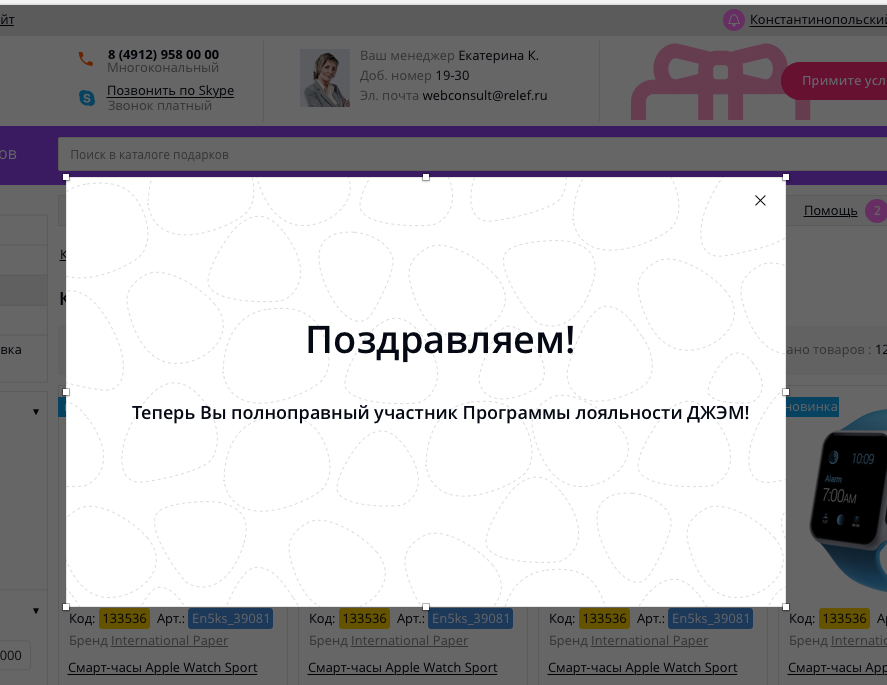 йт
Константинопольский
8 (4912) 958 00 00
Многокональный
Позвонить по Skype
Звонок платный
Ваш менеджер Екатерина К.
Доб. номер 19-30
Эл. почта webconsult@relef.ru
Примите усл
ов
Поиск в каталоге подарков
Помощь 2
К
К
Поздравляем!
вка
ано товаров : 12
Теперь Вы полноправный участник Программы лояльности ДЖЭМ!
новинка
10:09
Alarm
7:00AM
Код: 133536 Арт.: En5ks_39081
Код: 133536 Арт.: En5ks_39081
Код: 133536 Арт.: En5ks_39081
Код: 133536 А
Бренд International Paper
Бренд International Paper
Бренд International Paper
Бренд Internatio
000
Смарт-часы Apple Watch Sport
Смарт-часы Apple Watch Sport
Смарт-часы Apple Watch Sport
Смарт-часы App